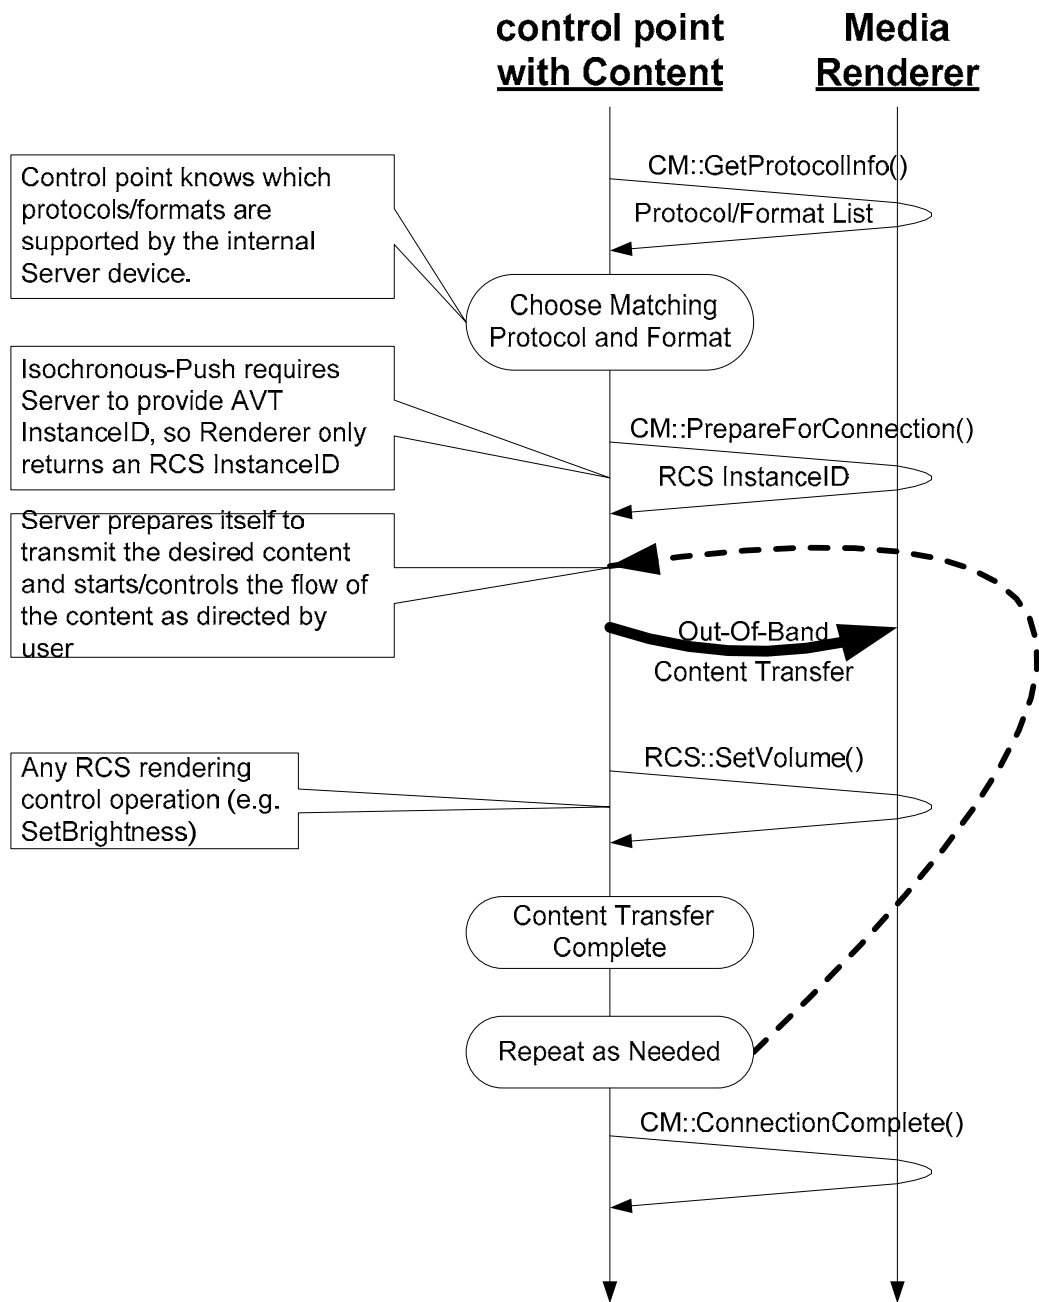 control point
with Content
Media
Renderer
CM::GetProtocolInfo()
Protocol/Format List
Control point knows which
protocols/formats are
supported by the internal
Server device.
Choose Matching
Protocol and Format
Isochronous-Push requires
Server to provide AVT
InstanceID, so Renderer only
returns an RCS InstanceID
CM::PrepareForConnection()
RCS InstanceID
Server prepares itself to
transmit the desired content
and starts/controls the flow of
the content as directed by
user
Out-Of-Band
Content Transfer
RCS::SetVolume()
Any RCS rendering
control operation (e.g.
SetBrightness)
Content Transfer
Complete
Repeat as Needed
CM::ConnectionComplete()